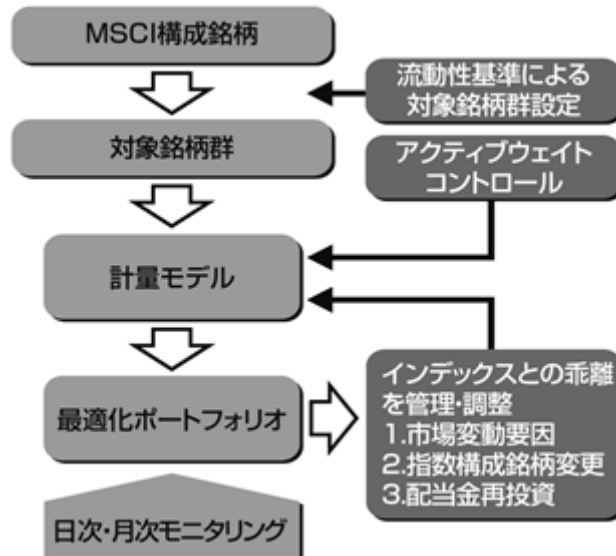 MSCI構成銘柄
流動性基準による
対象銘柄群設定
対象銘柄群
アクティブウェイト
コントロール
計量モデル
最適化ポートフォリオ
インデックスとの乖離
を管理・調整
1.市場変動要因
2.指数構成銘柄変更
3.配当金再投資
日次・月次モニタリング